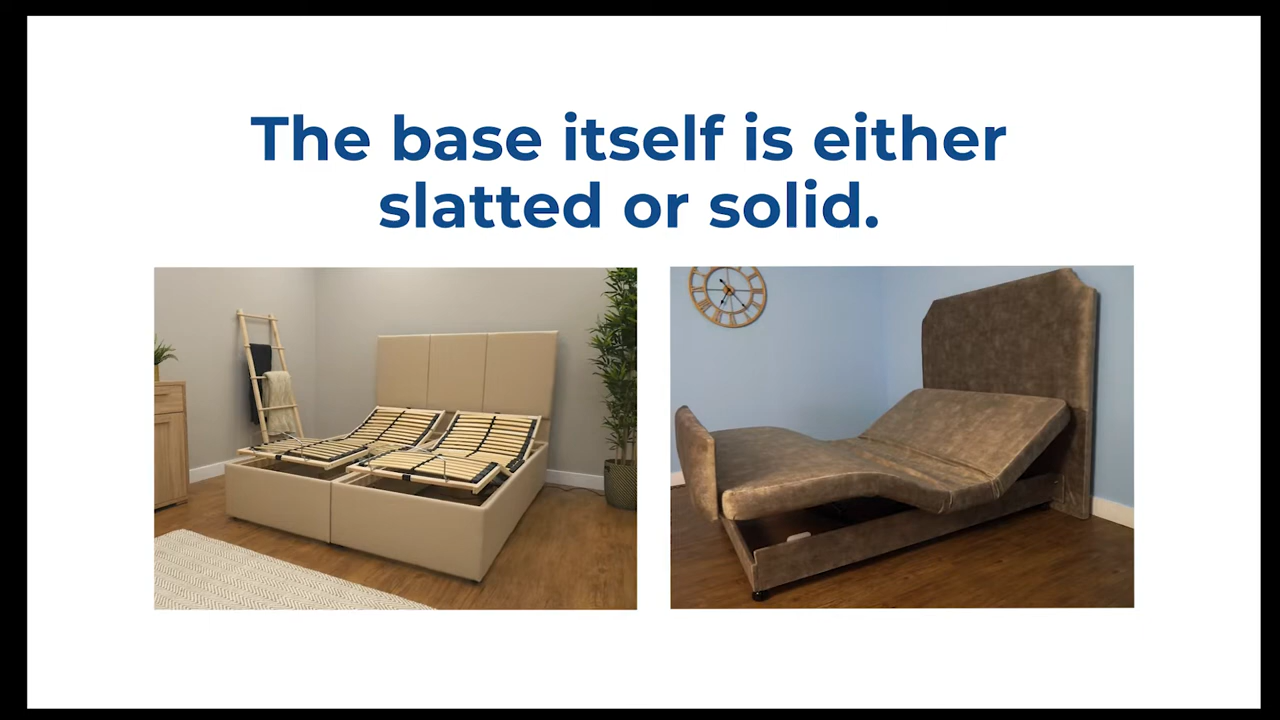 The base itself is either
slatted or solid.